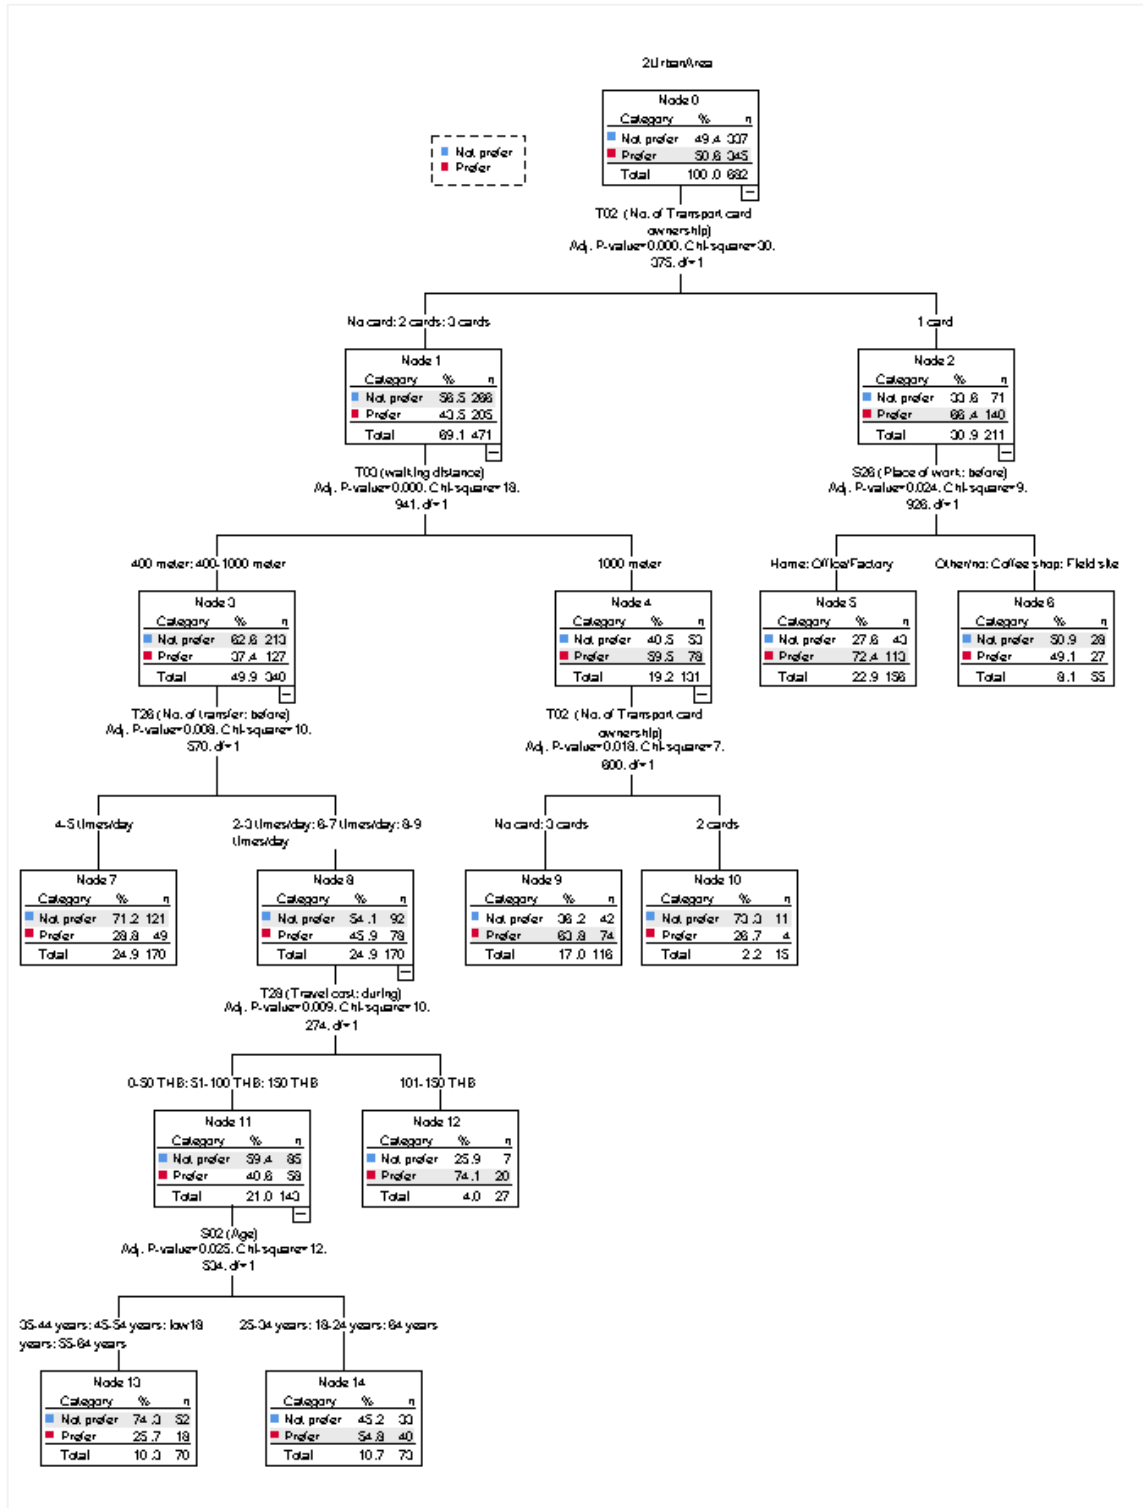 2UrbanArea
Node 0
Category % n
Not prefer 49.4 337
Prefer 50.6 345
Total 100.0 682
Not prefer
Prefer
T02 (No. of Transport card
ownership)
Adj. P-value=0.000, Chi-square=30.
375, df=1
No card; 2 cards; 3 cards
1 card
Node 1
Category % n
Not prefer 56.5 266
Prefer 43.5 205
Total 69.1 471
Node 2
Category % n
Not prefer 33.6 71
Prefer 66.4 140
Total 30.9 211
T03 (walking distance)
Adj. P-value=0.000, Chi-square=18.
941, df=1
S26 (Place of work: before)
Adj. P-value=0.024, Chi-square=9.
926, df=1
400 meter; 400-1000 meter
1000 meter
Home; Office/Factory
Other/no; Coffee shop; Field site
Node 3
Category % n
Not prefer 62.6 213
Prefer 37.4 127
Total 49.9 340
Node 4
Category % n
Not prefer 40.5 53
Prefer 59.5 78
Total 19.2 131
Node 5
Category % n
Not prefer 27.6 43
Prefer 72.4 113
Total 22.9 156
Node 6
Category % n
Not prefer 50.9 28
Prefer 49.1 27
Total 8.1 55
T26 (No. of transfer: before)
Adj. P-value=0.008, Chi-square=10.
570, df=1
T02 (No. of Transport card
ownership)
Adj. P-value=0.018, Chi-square=7.
600, df=1
4-5 times/day
2-3 times/day; 6-7 times/day; 8-9
times/day
No card; 3 cards
2 cards
Node 7
Category % n
Not prefer 71.2 121
Prefer 28.8 49
Total 24.9 170
Node 8
Category % n
Not prefer 54.1 92
Prefer 45.9 78
Total 24.9 170
Node 9
Category % n
Not prefer 36.2 42
Prefer 63.8 74
Total 17.0 116
Node 10
Category % n
Not prefer 73.3 11
Prefer 26.7 4
Total 2.2 15
T28 (Travel cost: during)
Adj. P-value=0.009, Chi-square=10.
274, df=1
0-50 THB; 51-100 THB; 150 THB
101-150 THB
Node 11
Category % n
Not prefer 59.4 85
Prefer 40.6 58
Total 21.0 143
Node 12
Category % n
Not prefer 25.9 7
Prefer 74.1 20
Total 4.0 27
S02 (Age)
Adj. P-value=0.025, Chi-square=12.
534, df=1
35-44 years; 45-54 years; low18
years; 55-64 years
25-34 years; 18-24 years; 64 years
Node 13
Category % n
Not prefer 74.3 52
Prefer 25.7 18
Total 10.3 70
Node 14
Category % n
Not prefer 45.2 33
Prefer 54.8 40
Total 10.7 73